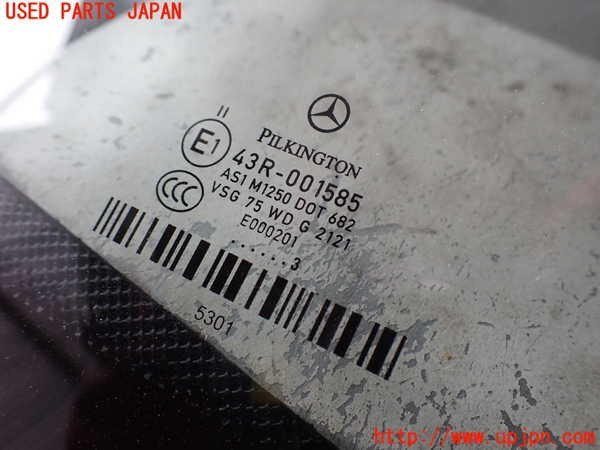 USED PARTS JAPAN
PILKINGTON
II
E1
43R-001585
AS1 M1250 DOT 682
CCC
VSG 75 WD G 2121
E000201
......3
5301
http://www.upjpn.com